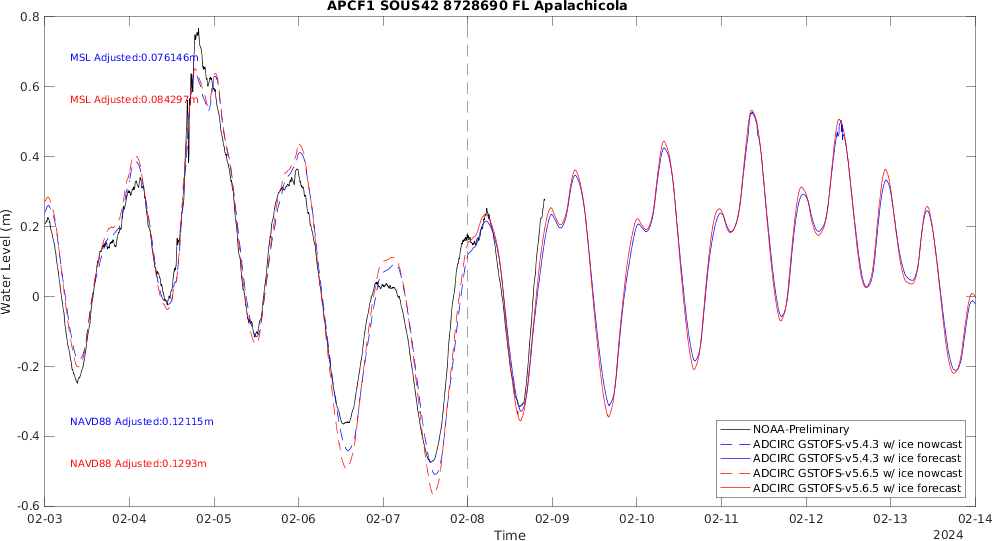 APCF1 SOUS42 8728690 FL Apalachicola
0.8
0.6
0.4
0.2
0
-0.2
-0.4
-0.6
Water Level (m)
MSL Adjusted:0.076146m
MSL Adjusted:0.084297m
NAVD88 Adjusted:0.12115m
NAVD88 Adjusted:0.1293m
NOAA-Preliminary
ADCIRC GSTOFS-v5.4.3 w/ ice nowcast
ADCIRC GSTOFS-v5.4.3 w/ ice forecast
ADCIRC GSTOFS-v5.6.5 w/ ice nowcast
ADCIRC GSTOFS-v5.6.5 w/ ice forecast
02-03 02-04 02-05 02-06 02-07 02-08 02-09 02-10 02-11 02-12 02-13 02-14
Time
2024